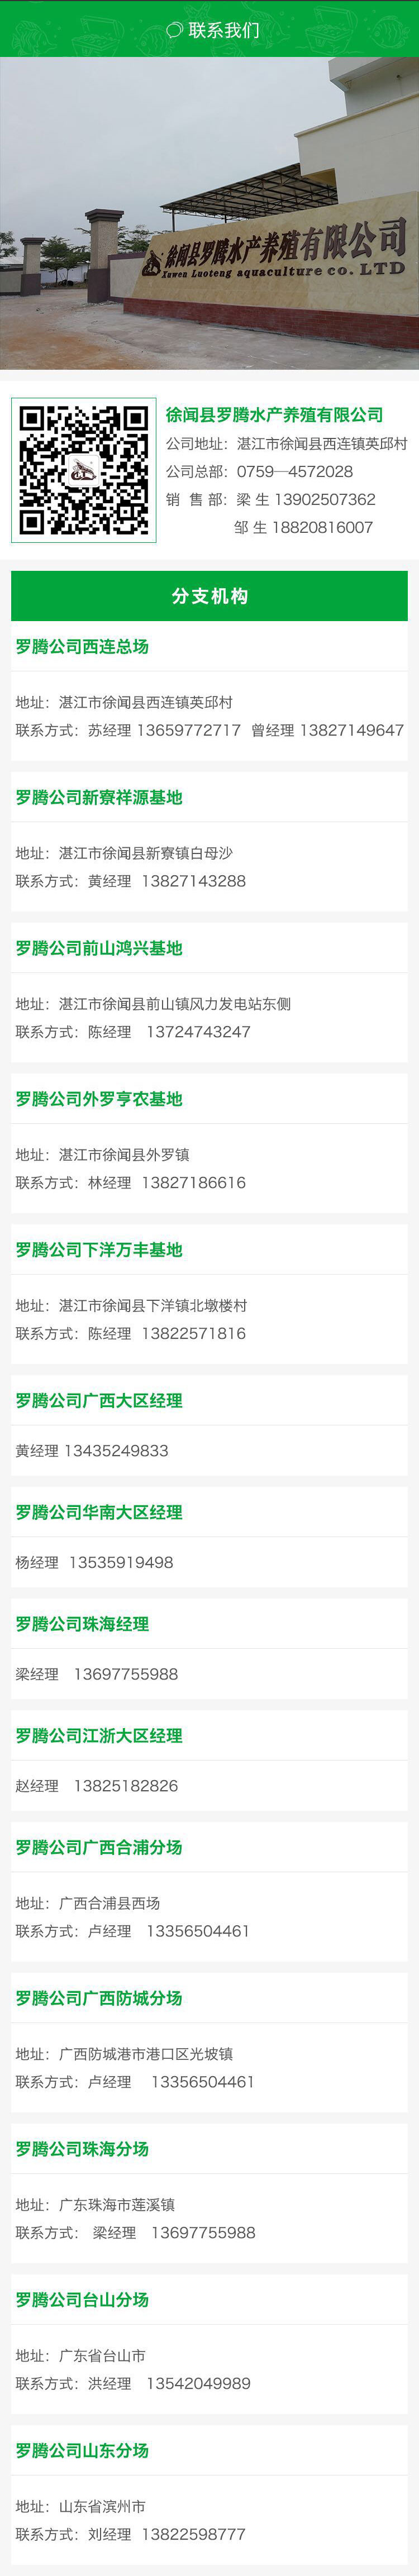 联系我们
徐闻县罗腾水产养殖有限公司
Xuwen Luoteng aquaculture co. LTD
徐闻县罗腾水产养殖有限公司
公司地址：湛江市徐闻县西连镇英邱村
公司总部：0759—4572028
销 售 部：梁 生 13902507362
邹 生 18820816007
分支机构
罗腾公司西连总场
地址：湛江市徐闻县西连镇英邱村
联系方式：苏经理 13659772717 曾经理 13827149647
罗腾公司新寮祥源基地
地址：湛江市徐闻县新寮镇白母沙
联系方式：黄经理 13827143288
罗腾公司前山鸿兴基地
地址：湛江市徐闻县前山镇风力发电站东侧
联系方式：陈经理 13724743247
罗腾公司外罗亨农基地
地址：湛江市徐闻县外罗镇
联系方式：林经理 13827186616
罗腾公司下洋万丰基地
地址：湛江市徐闻县下洋镇北墩楼村
联系方式：陈经理 13822571816
罗腾公司广西大区经理
黄经理 13435249833
罗腾公司华南大区经理
杨经理 13535919498
罗腾公司珠海经理
梁经理 13697755988
罗腾公司江浙大区经理
赵经理 13825182826
罗腾公司广西合浦分场
地址：广西合浦县西场
联系方式：卢经理 13356504461
罗腾公司广西防城分场
地址：广西防城港市港口区光坡镇
联系方式：卢经理 13356504461
罗腾公司珠海分场
地址：广东珠海市莲溪镇
联系方式： 梁经理 13697755988
罗腾公司台山分场
地址：广东省台山市
联系方式：洪经理 13542049989
罗腾公司山东分场
地址：山东省滨州市
联系方式：刘经理 13822598777